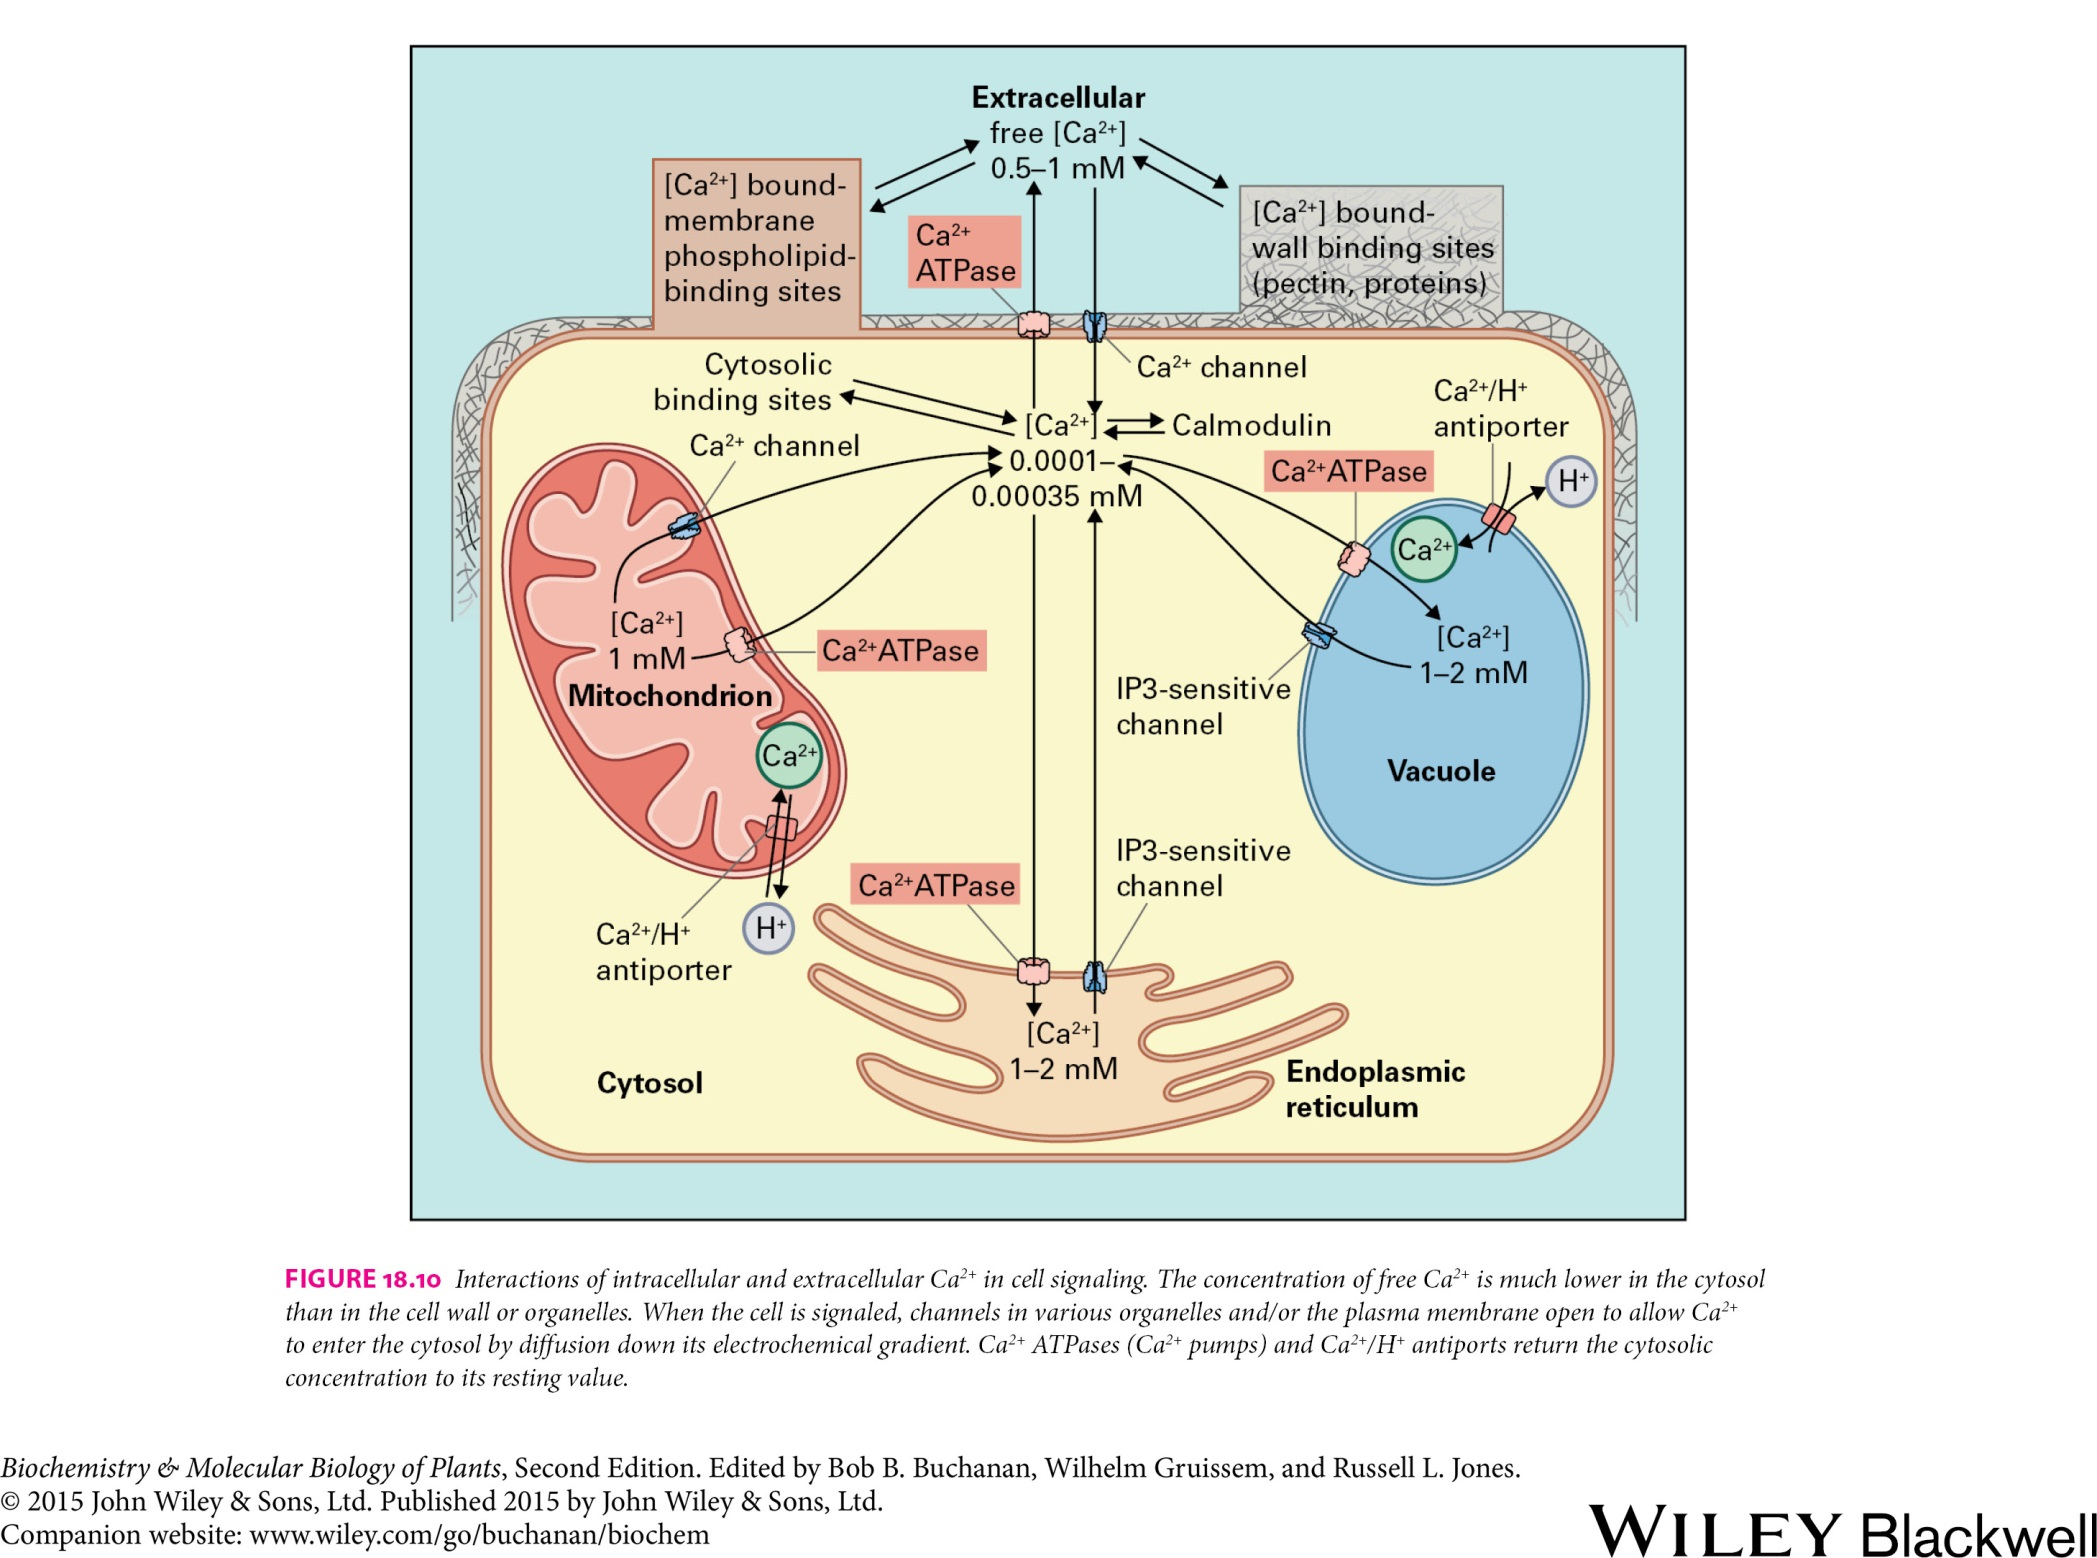 Extracellular
free [Ca²⁺]
0.5–1 mM
[Ca²⁺] bound-
membrane
phospholipid-
binding sites
Ca²⁺
ATPase
[Ca²⁺] bound-
wall binding sites
(pectin, proteins)
Cytosolic
binding sites
Ca²⁺ channel
Ca²⁺/H⁺
antiporter
[Ca²⁺]
0.0001–
0.00035 mM
Calmodulin
Ca²⁺ channel
Ca²⁺ATPase
H⁺
Ca²⁺
[Ca²⁺]
1 mM
Mitochondrion
Ca²⁺ATPase
[Ca²⁺]
1–2 mM
IP3-sensitive
channel
Vacuole
Ca²⁺
Ca²⁺/H⁺
antiporter
H⁺
Ca²⁺ATPase
IP3-sensitive
channel
[Ca²⁺]
1–2 mM
Cytosol
Endoplasmic
reticulum
FIGURE 18.10 Interactions of intracellular and extracellular Ca²⁺ in cell signaling. The concentration of free Ca²⁺ is much lower in the cytosol
than in the cell wall or organelles. When the cell is signaled, channels in various organelles and/or the plasma membrane open to allow Ca²⁺
to enter the cytosol by diffusion down its electrochemical gradient. Ca²⁺ ATPases (Ca²⁺ pumps) and Ca²⁺/H⁺ antiports return the cytosolic
concentration to its resting value.
Biochemistry & Molecular Biology of Plants, Second Edition. Edited by Bob B. Buchanan, Wilhelm Gruissem, and Russell L. Jones.
© 2015 John Wiley & Sons, Ltd. Published 2015 by John Wiley & Sons, Ltd.
Companion website: www.wiley.com/go/buchanan/biochem
WILEY Blackwell